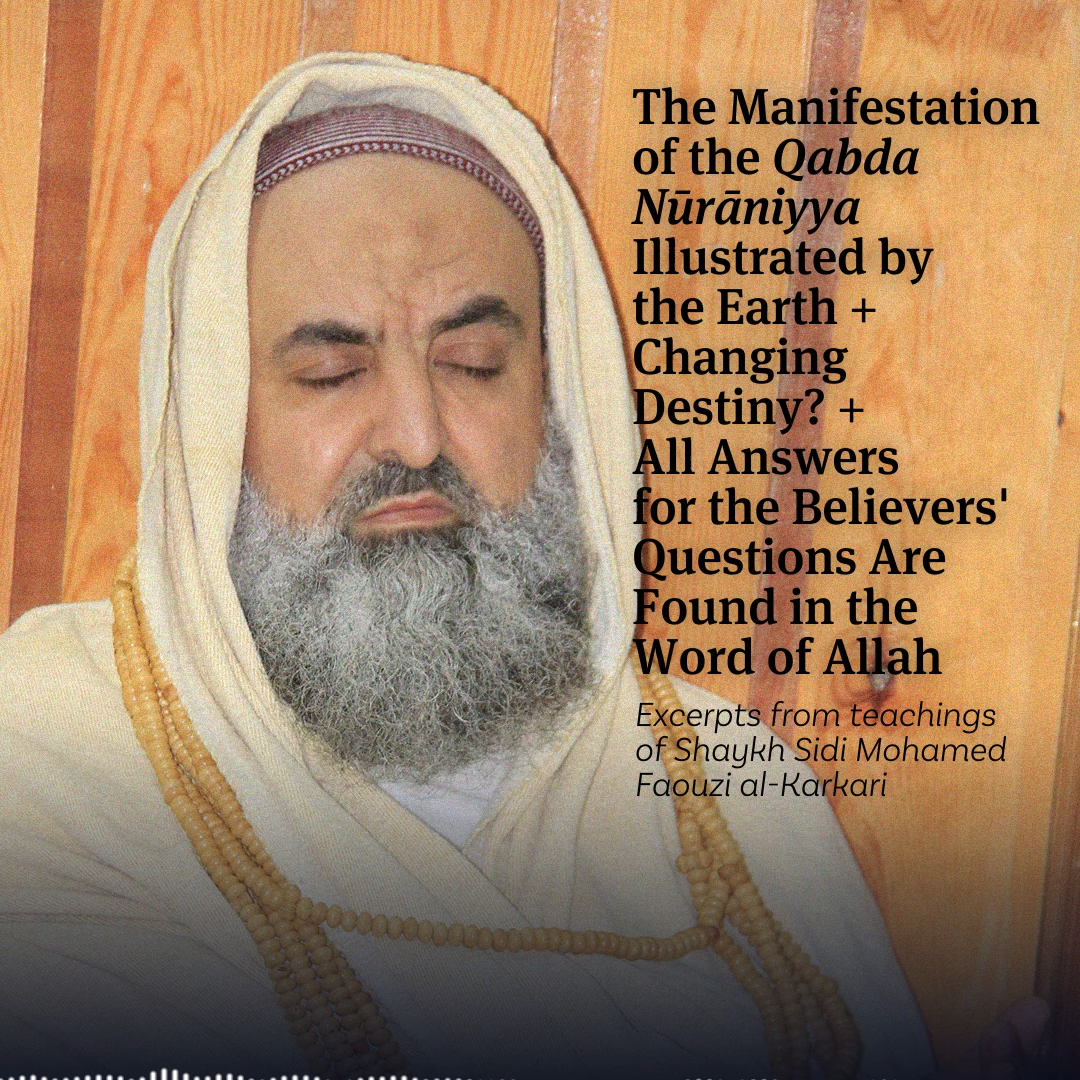 The Manifestation
of the Qabda
Nūrāniyya
Illustrated by
the Earth +
Changing
Destiny? +
All Answers
for the Believers'
Questions Are
Found in the
Word of Allah
Excerpts from teachings
of Shaykh Sidi Mohamed
Faouzi al-Karkari